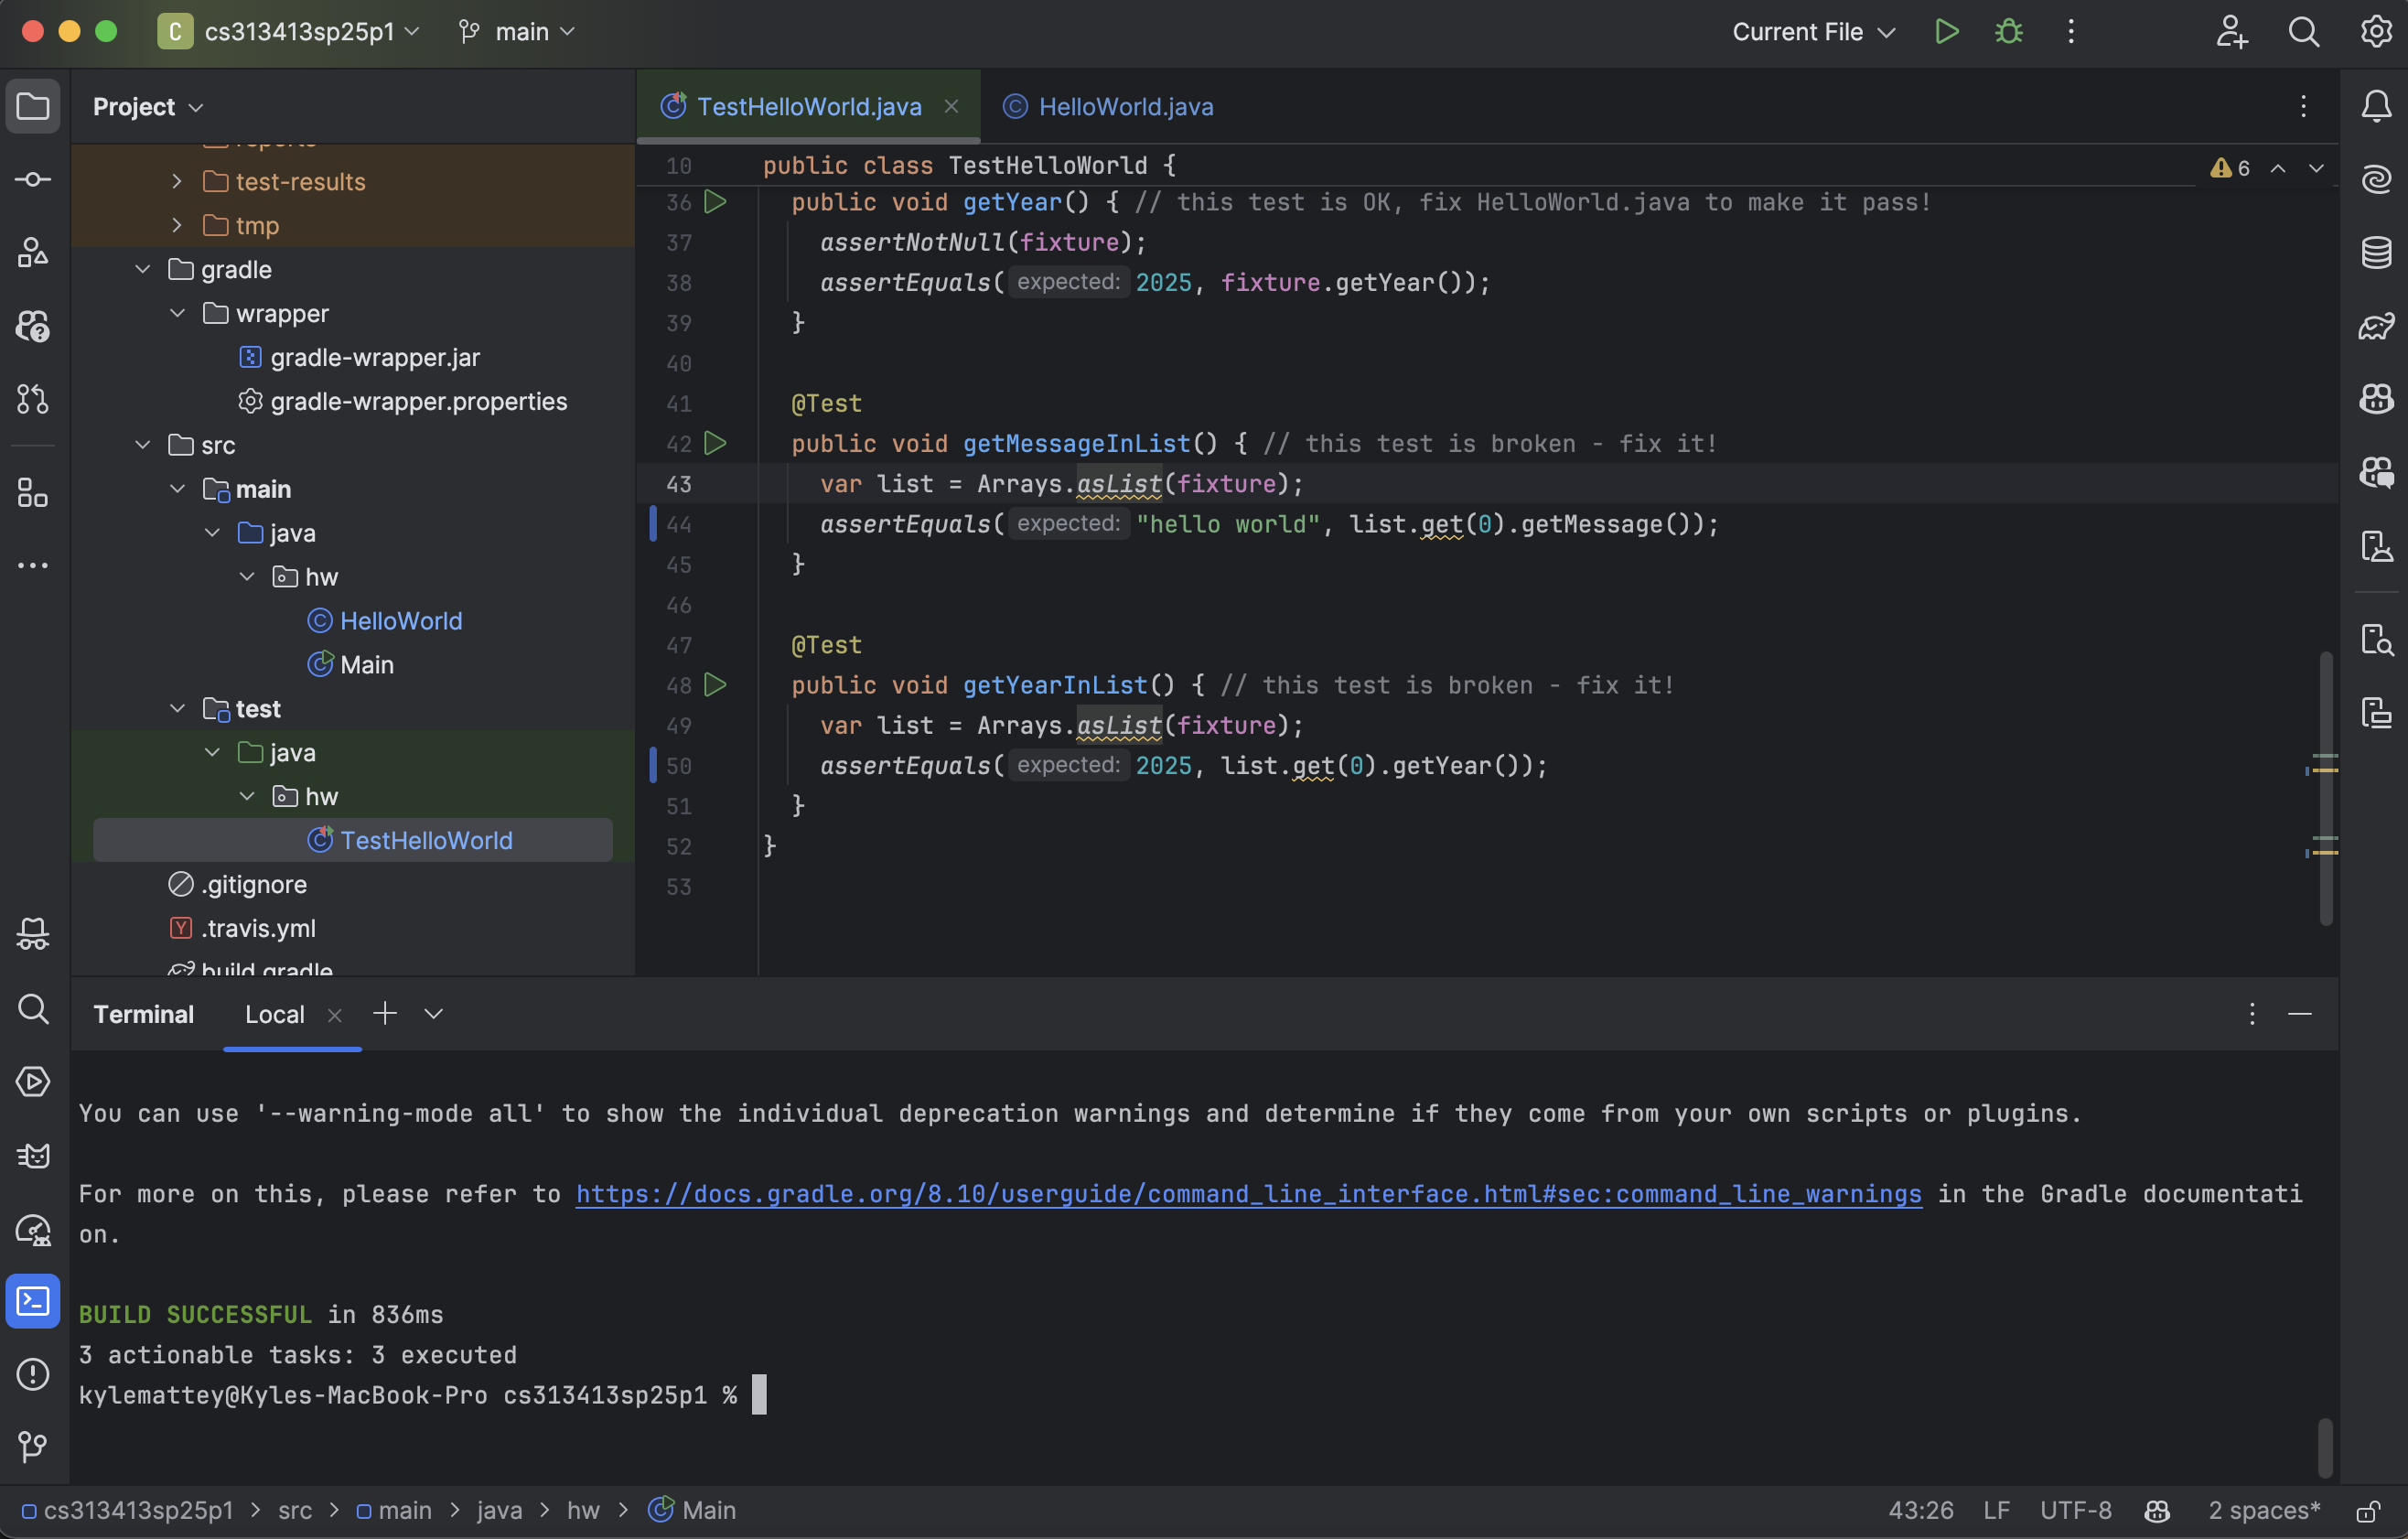 C cs313413sp25p1 main Current File
Project
TestHelloWorld.java HelloWorld.java
reports
test-results
tmp
gradle
wrapper
gradle-wrapper.jar
gradle-wrapper.properties
src
main
java
hw
HelloWorld
Main
test
java
hw
TestHelloWorld
.gitignore
.travis.yml
build.gradle
10 public class TestHelloWorld { 6
36 public void getYear() { // this test is OK, fix HelloWorld.java to make it pass!
37 assertNotNull(fixture);
38 assertEquals( expected: 2025, fixture.getYear());
39 }
40
41 @Test
42 public void getMessageInList() { // this test is broken - fix it!
43 var list = Arrays.asList(fixture);
44 assertEquals( expected: "hello world", list.get(0).getMessage());
45 }
46
47 @Test
48 public void getYearInList() { // this test is broken - fix it!
49 var list = Arrays.asList(fixture);
50 assertEquals( expected: 2025, list.get(0).getYear());
51 }
52 }
53
Terminal Local
You can use '--warning-mode all' to show the individual deprecation warnings and determine if they come from your own scripts or plugins.
For more on this, please refer to https://docs.gradle.org/8.10/userguide/command_line_interface.html#sec:command_line_warnings in the Gradle documentati
on.
BUILD SUCCESSFUL in 836ms
3 actionable tasks: 3 executed
kylemattey@Kyles-MacBook-Pro cs313413sp25p1 %
cs313413sp25p1 > src > main > java > hw > Main 43:26 LF UTF-8 2 spaces*